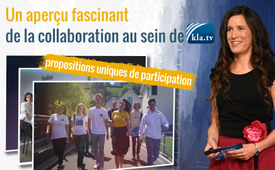 Un aperçu fascinant
de la collaboration au sein de kla.tv
propositions uniques de participation